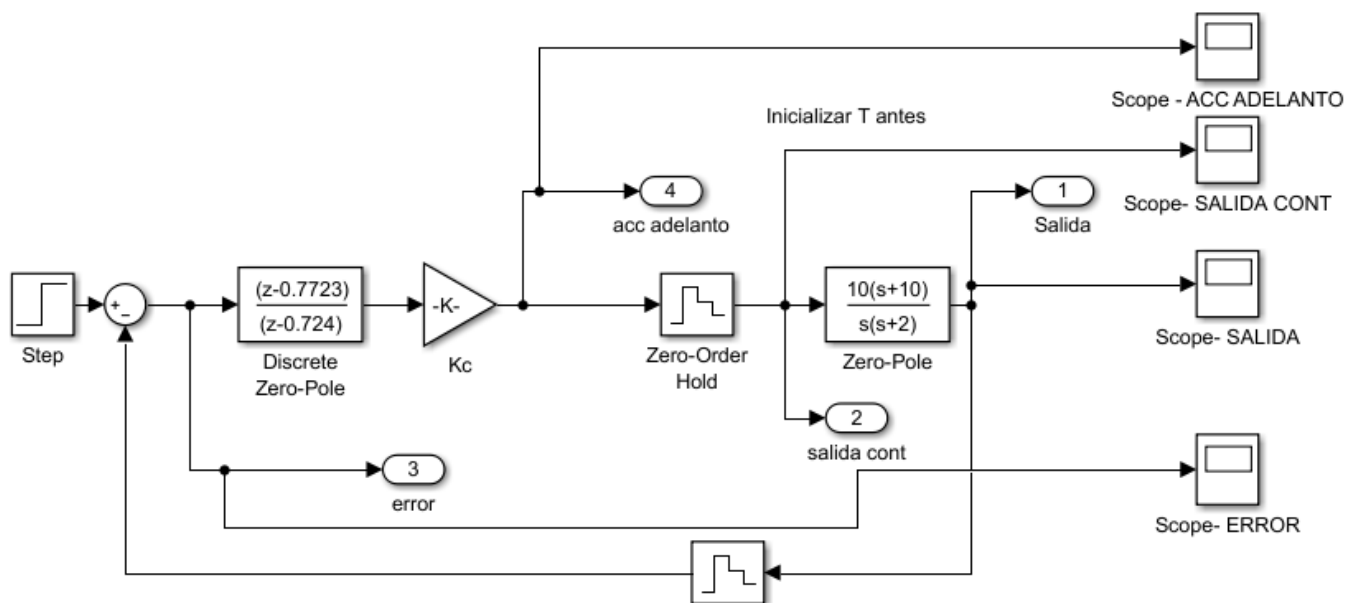 Scope - ACC ADELANTO
Inicializar T antes
4
acc adelanto
1
Salida
Scope- SALIDA CONT
Step
+
-
(z-0.7723)
(z-0.724)
Discrete
Zero-Pole
-K-
Kc
Zero-Order
Hold
10(s+10)
s(s+2)
Zero-Pole
Scope- SALIDA
2
salida cont
3
error
Scope- ERROR